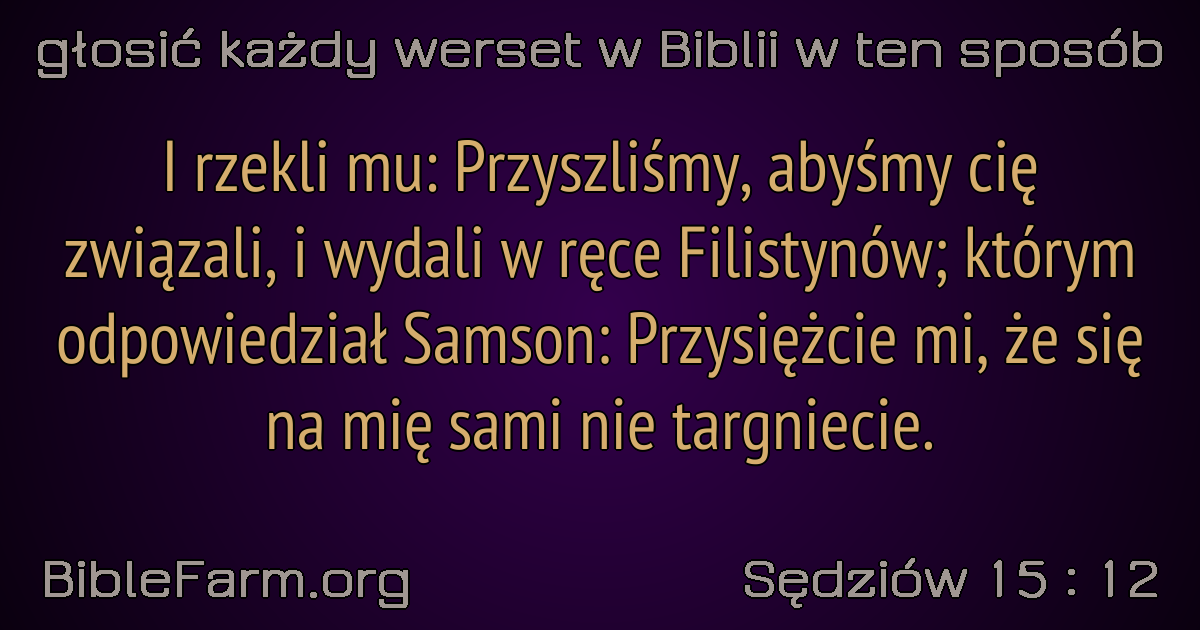 głosić każdy werset w Biblii w ten sposób
I rzekli mu: Przyszliśmy, abyśmy cię
związali, i wydali w ręce Filistynów; którym
odpowiedział Samson: Przysiężcie mi, że się
na mię sami nie targniecie.
BibleFarm.org
Sędziów 15 : 12